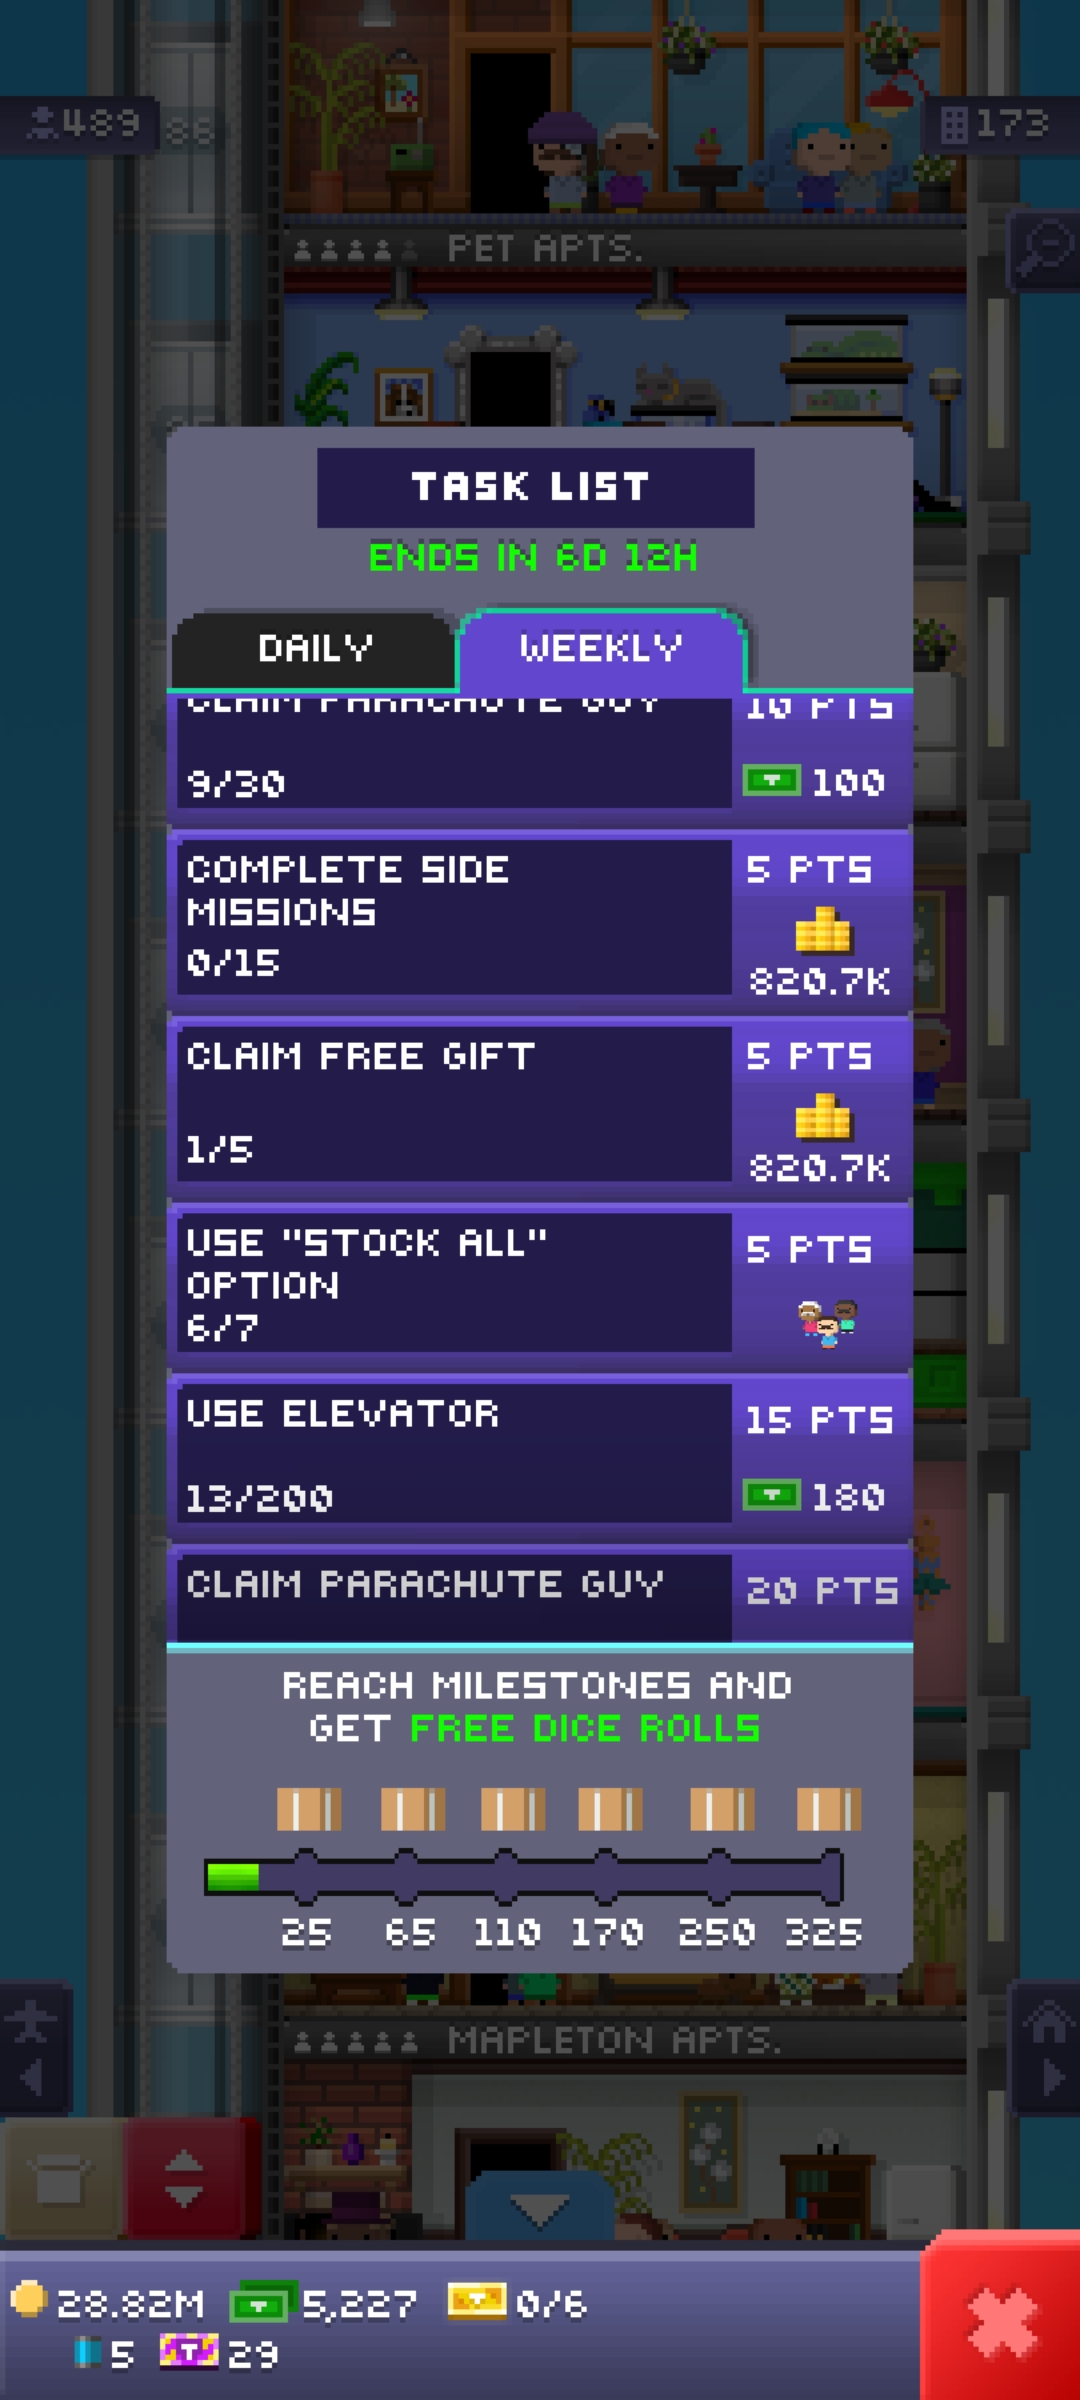 489
86
173
PET APTS.
TASK LIST
ENDS IN 6D 12H
DAILY
WEEKLY
CLAIM PARACHUTE GUY
10 PTS
9/30
100
COMPLETE SIDE
MISSIONS
0/15
5 PTS
820.7K
CLAIM FREE GIFT
1/5
5 PTS
820.7K
USE "STOCK ALL"
OPTION
6/7
5 PTS
USE ELEVATOR
13/200
15 PTS
180
CLAIM PARACHUTE GUY
20 PTS
REACH MILESTONES AND
GET FREE DICE ROLLS
25 65 110 170 250 325
MAPLETON APTS.
28.82M 5,227 0/6
5 29